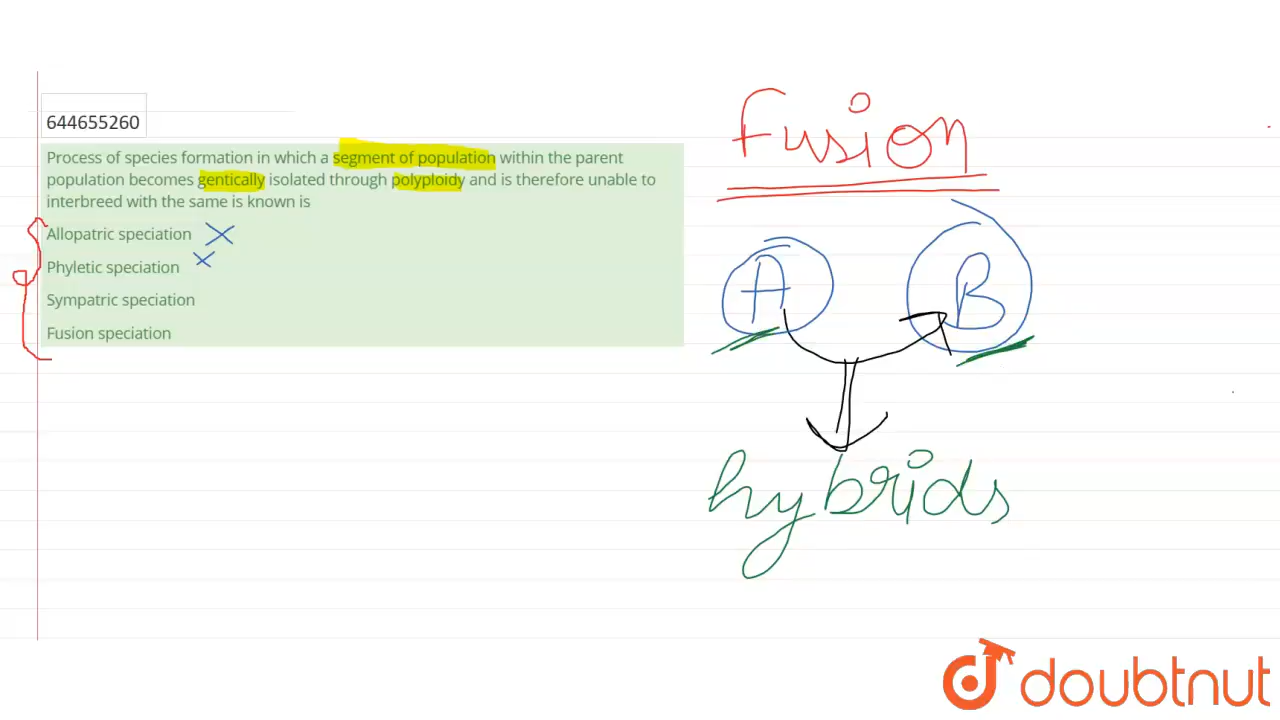 644655260
Process of species formation in which a segment of population within the parent
population becomes gentically isolated through polyploidy and is therefore unable to
interbreed with the same is known is
Allopatric speciation
Phyletic speciation
Sympatric speciation
Fusion speciation
Fusion
A B
hybrids
doubtnut